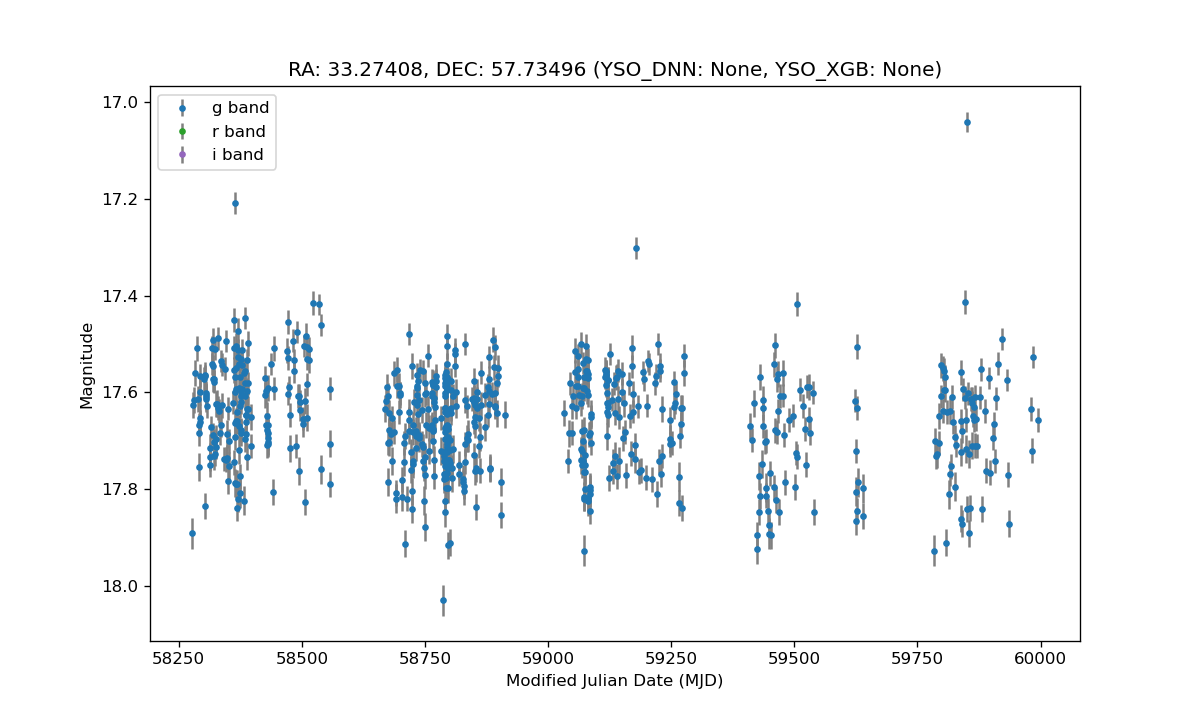 RA: 33.27408, DEC: 57.73496 (YSO_DNN: None, YSO_XGB: None)
g band
r band
i band
17.0
17.2
17.4
17.6
17.8
18.0
Magnitude
58250 58500 58750 59000 59250 59500 59750 60000
Modified Julian Date (MJD)